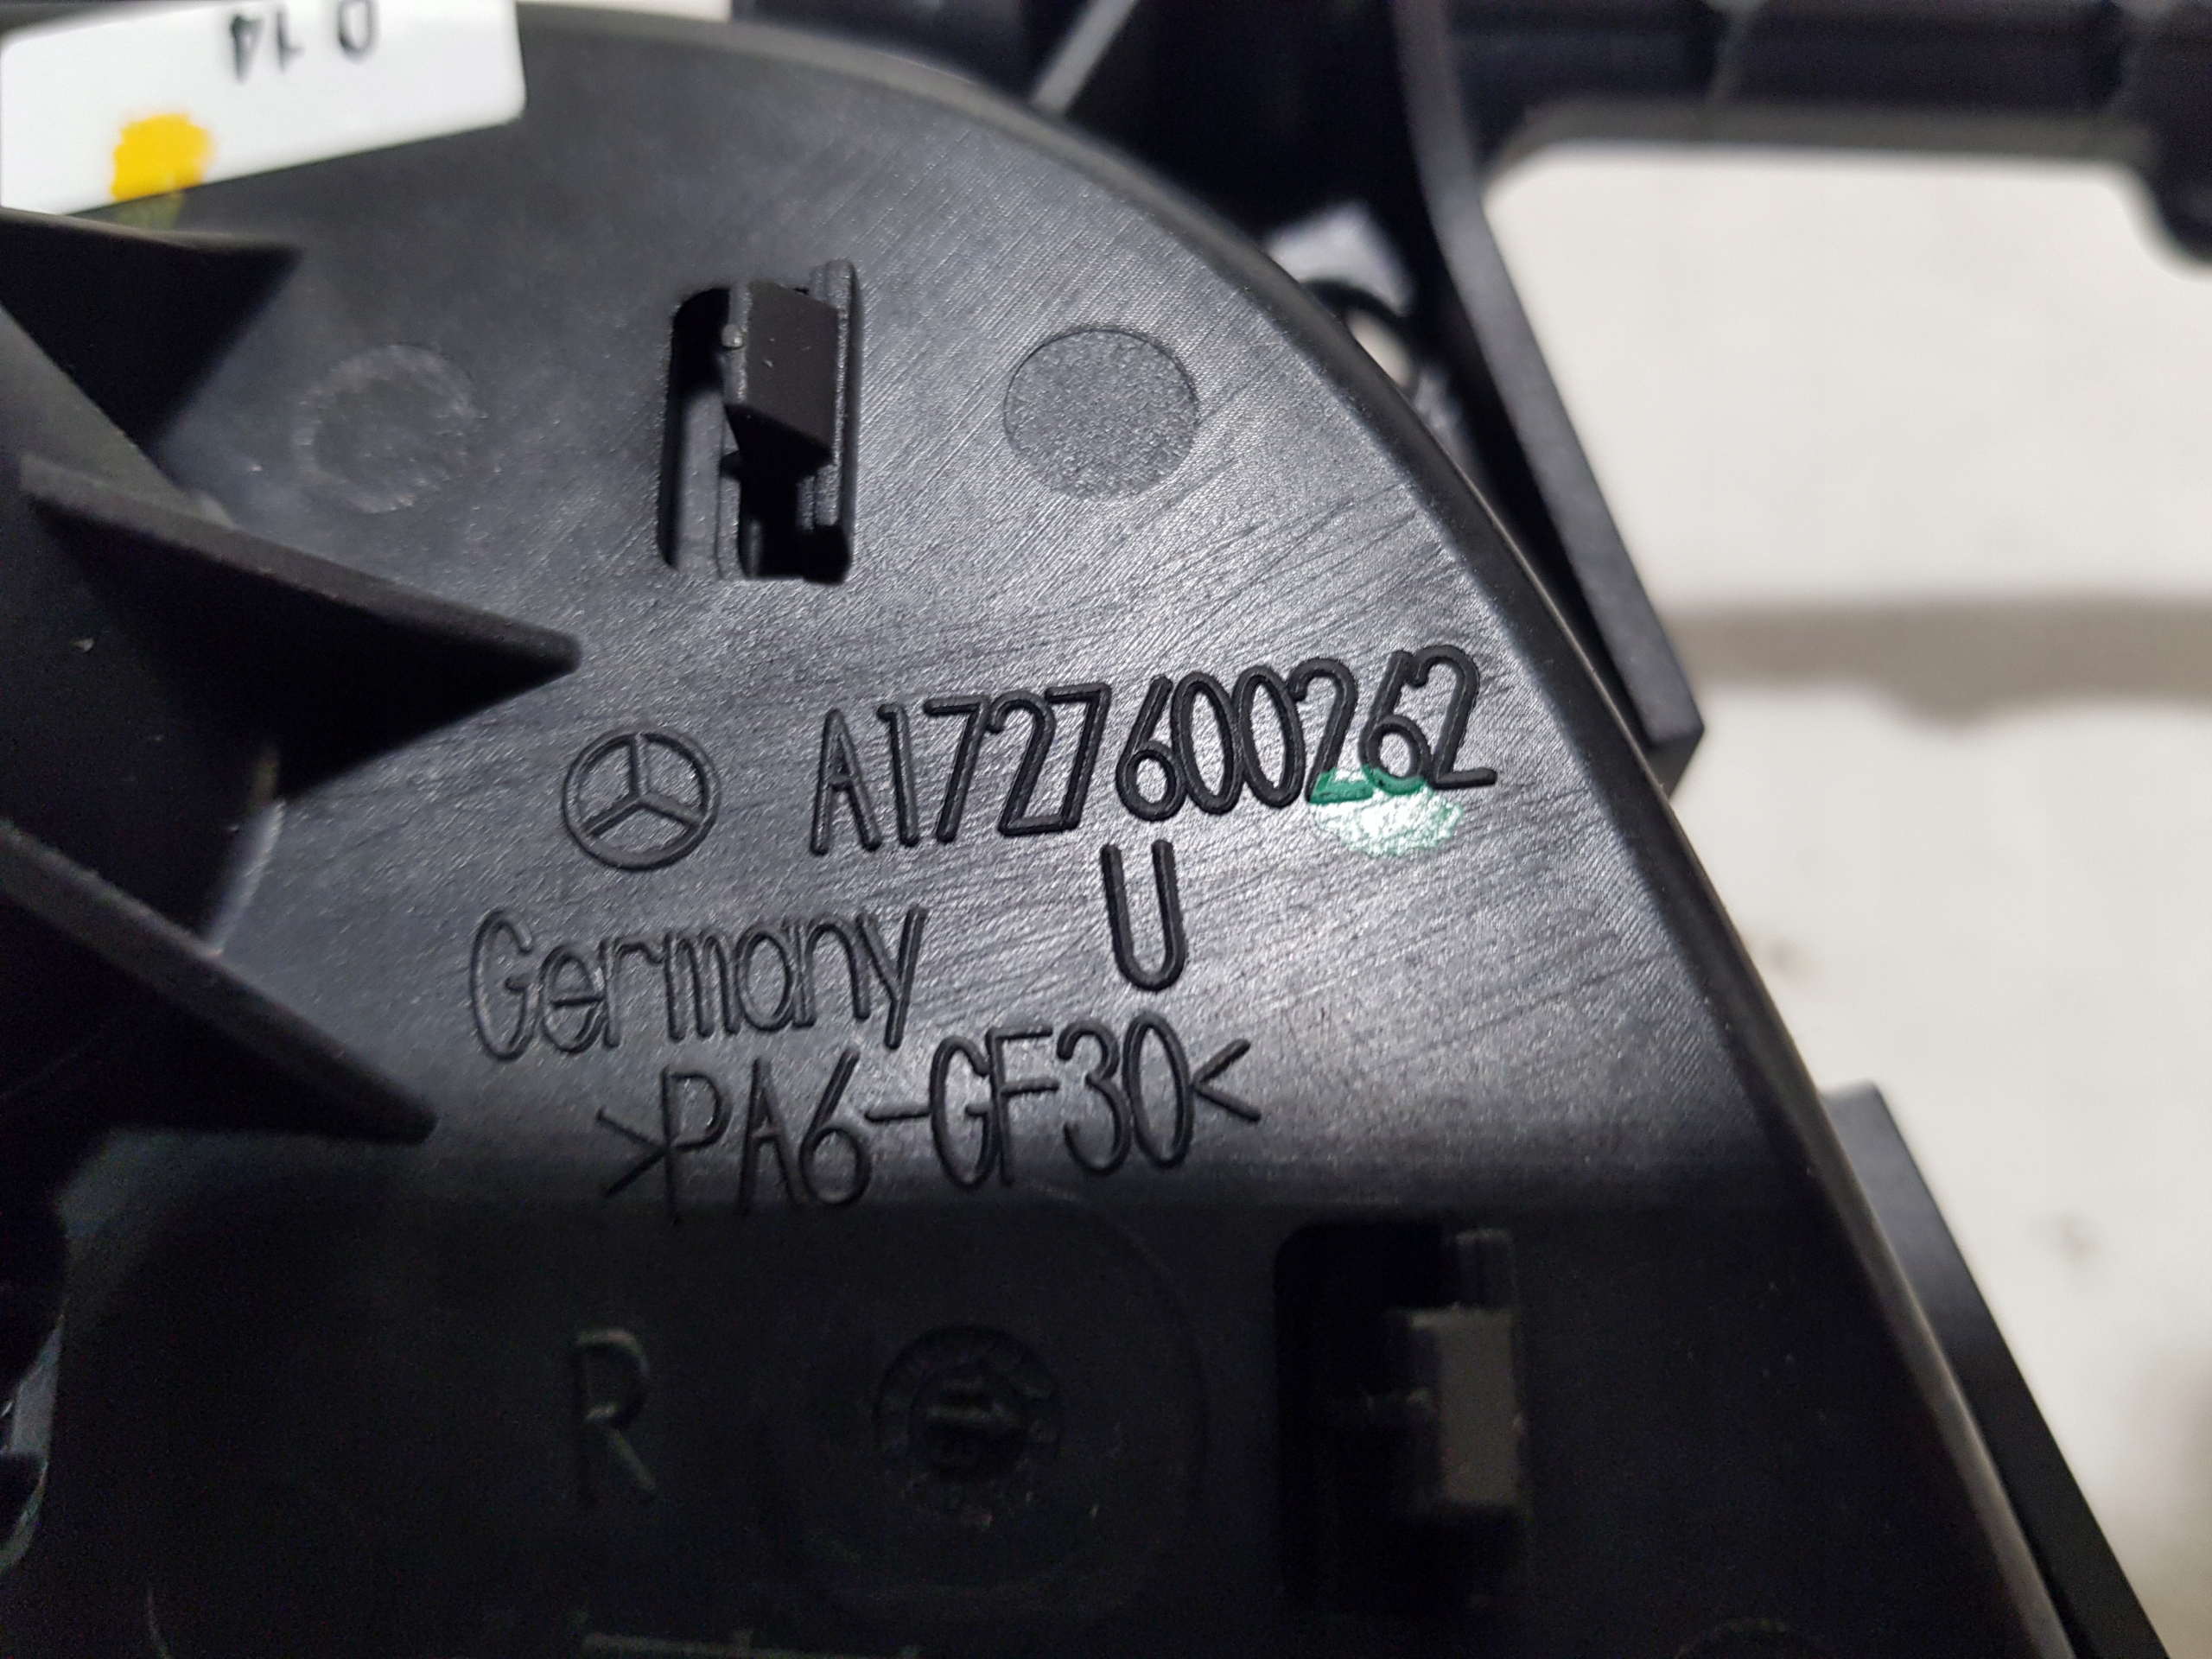 0 14
A1727600262
U
Germany
>PA6-GF30<
R